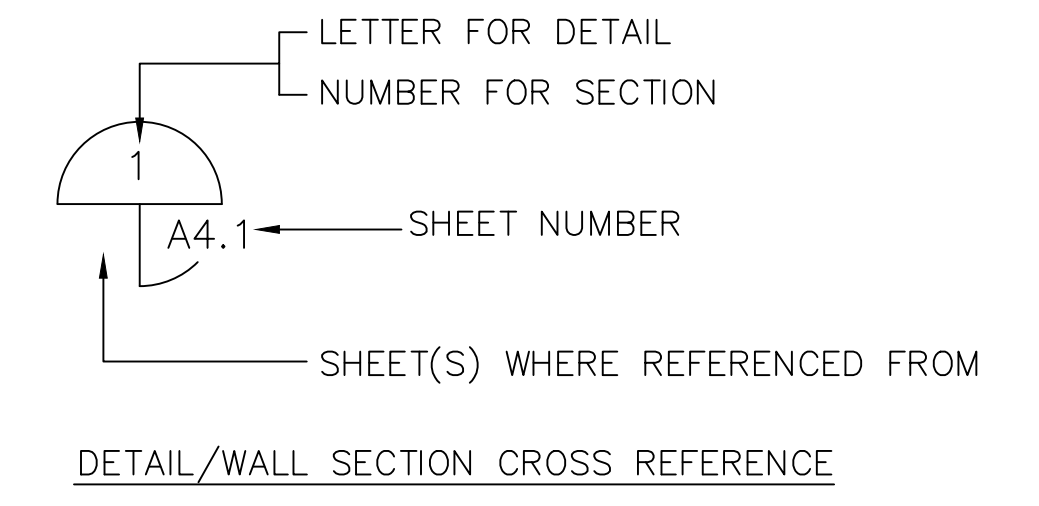 LETTER FOR DETAIL
NUMBER FOR SECTION
1
A4.1
SHEET NUMBER
SHEET(S) WHERE REFERENCED FROM
DETAIL/WALL SECTION CROSS REFERENCE